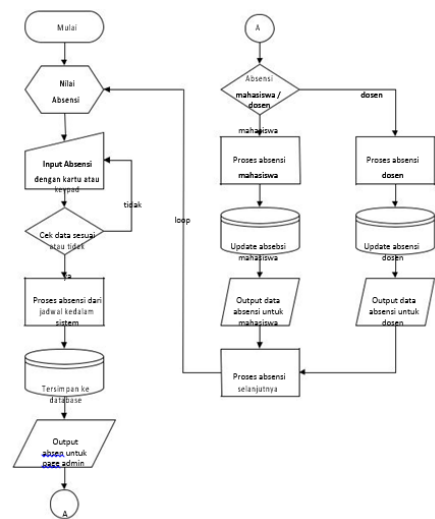 Mulai
Nilai
Absensi
Input Absensi
dengan kartu atau
keypad
tidak
Cek data sesuai
atau tidak
Ya
Proses absensi dari
jadwal kedalam
sistem
Tersimpan ke
database
Output
absen untuk
page admin
A
loop
A
Absensi
mahasiswa /
dosen
dosen
mahasiswa
Proses absensi
mahasiswa
Proses absensi
dosen
Update absebsi
mahasiswa
Update absensi
dosen
Output data
absensi untuk
mahasiswa
Output data
absensi untuk
dosen
Proses absensi
selanjutnya